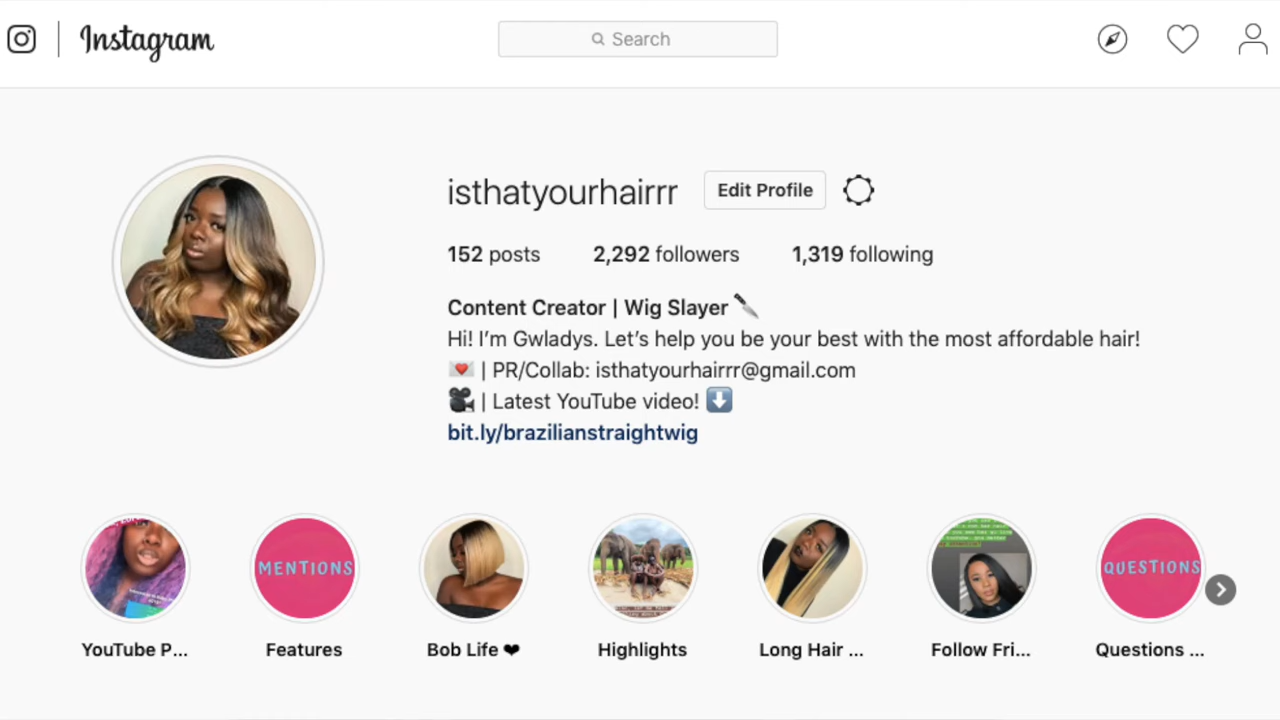 Instagram
Search
isthatyourhairrr
Edit Profile
152 posts
2,292 followers
1,319 following
Content Creator | Wig Slayer 🔪
Hi! I’m Gwladys. Let’s help you be your best with the most affordable hair!
💌 | PR/Collab: isthatyourhairrr@gmail.com
🎥 | Latest YouTube video! ⬇️
bit.ly/brazilianstraightwig
MENTIONS
QUESTIONS
YouTube P...
Features
Bob Life ❤
Highlights
Long Hair ...
Follow Fri...
Questions ...